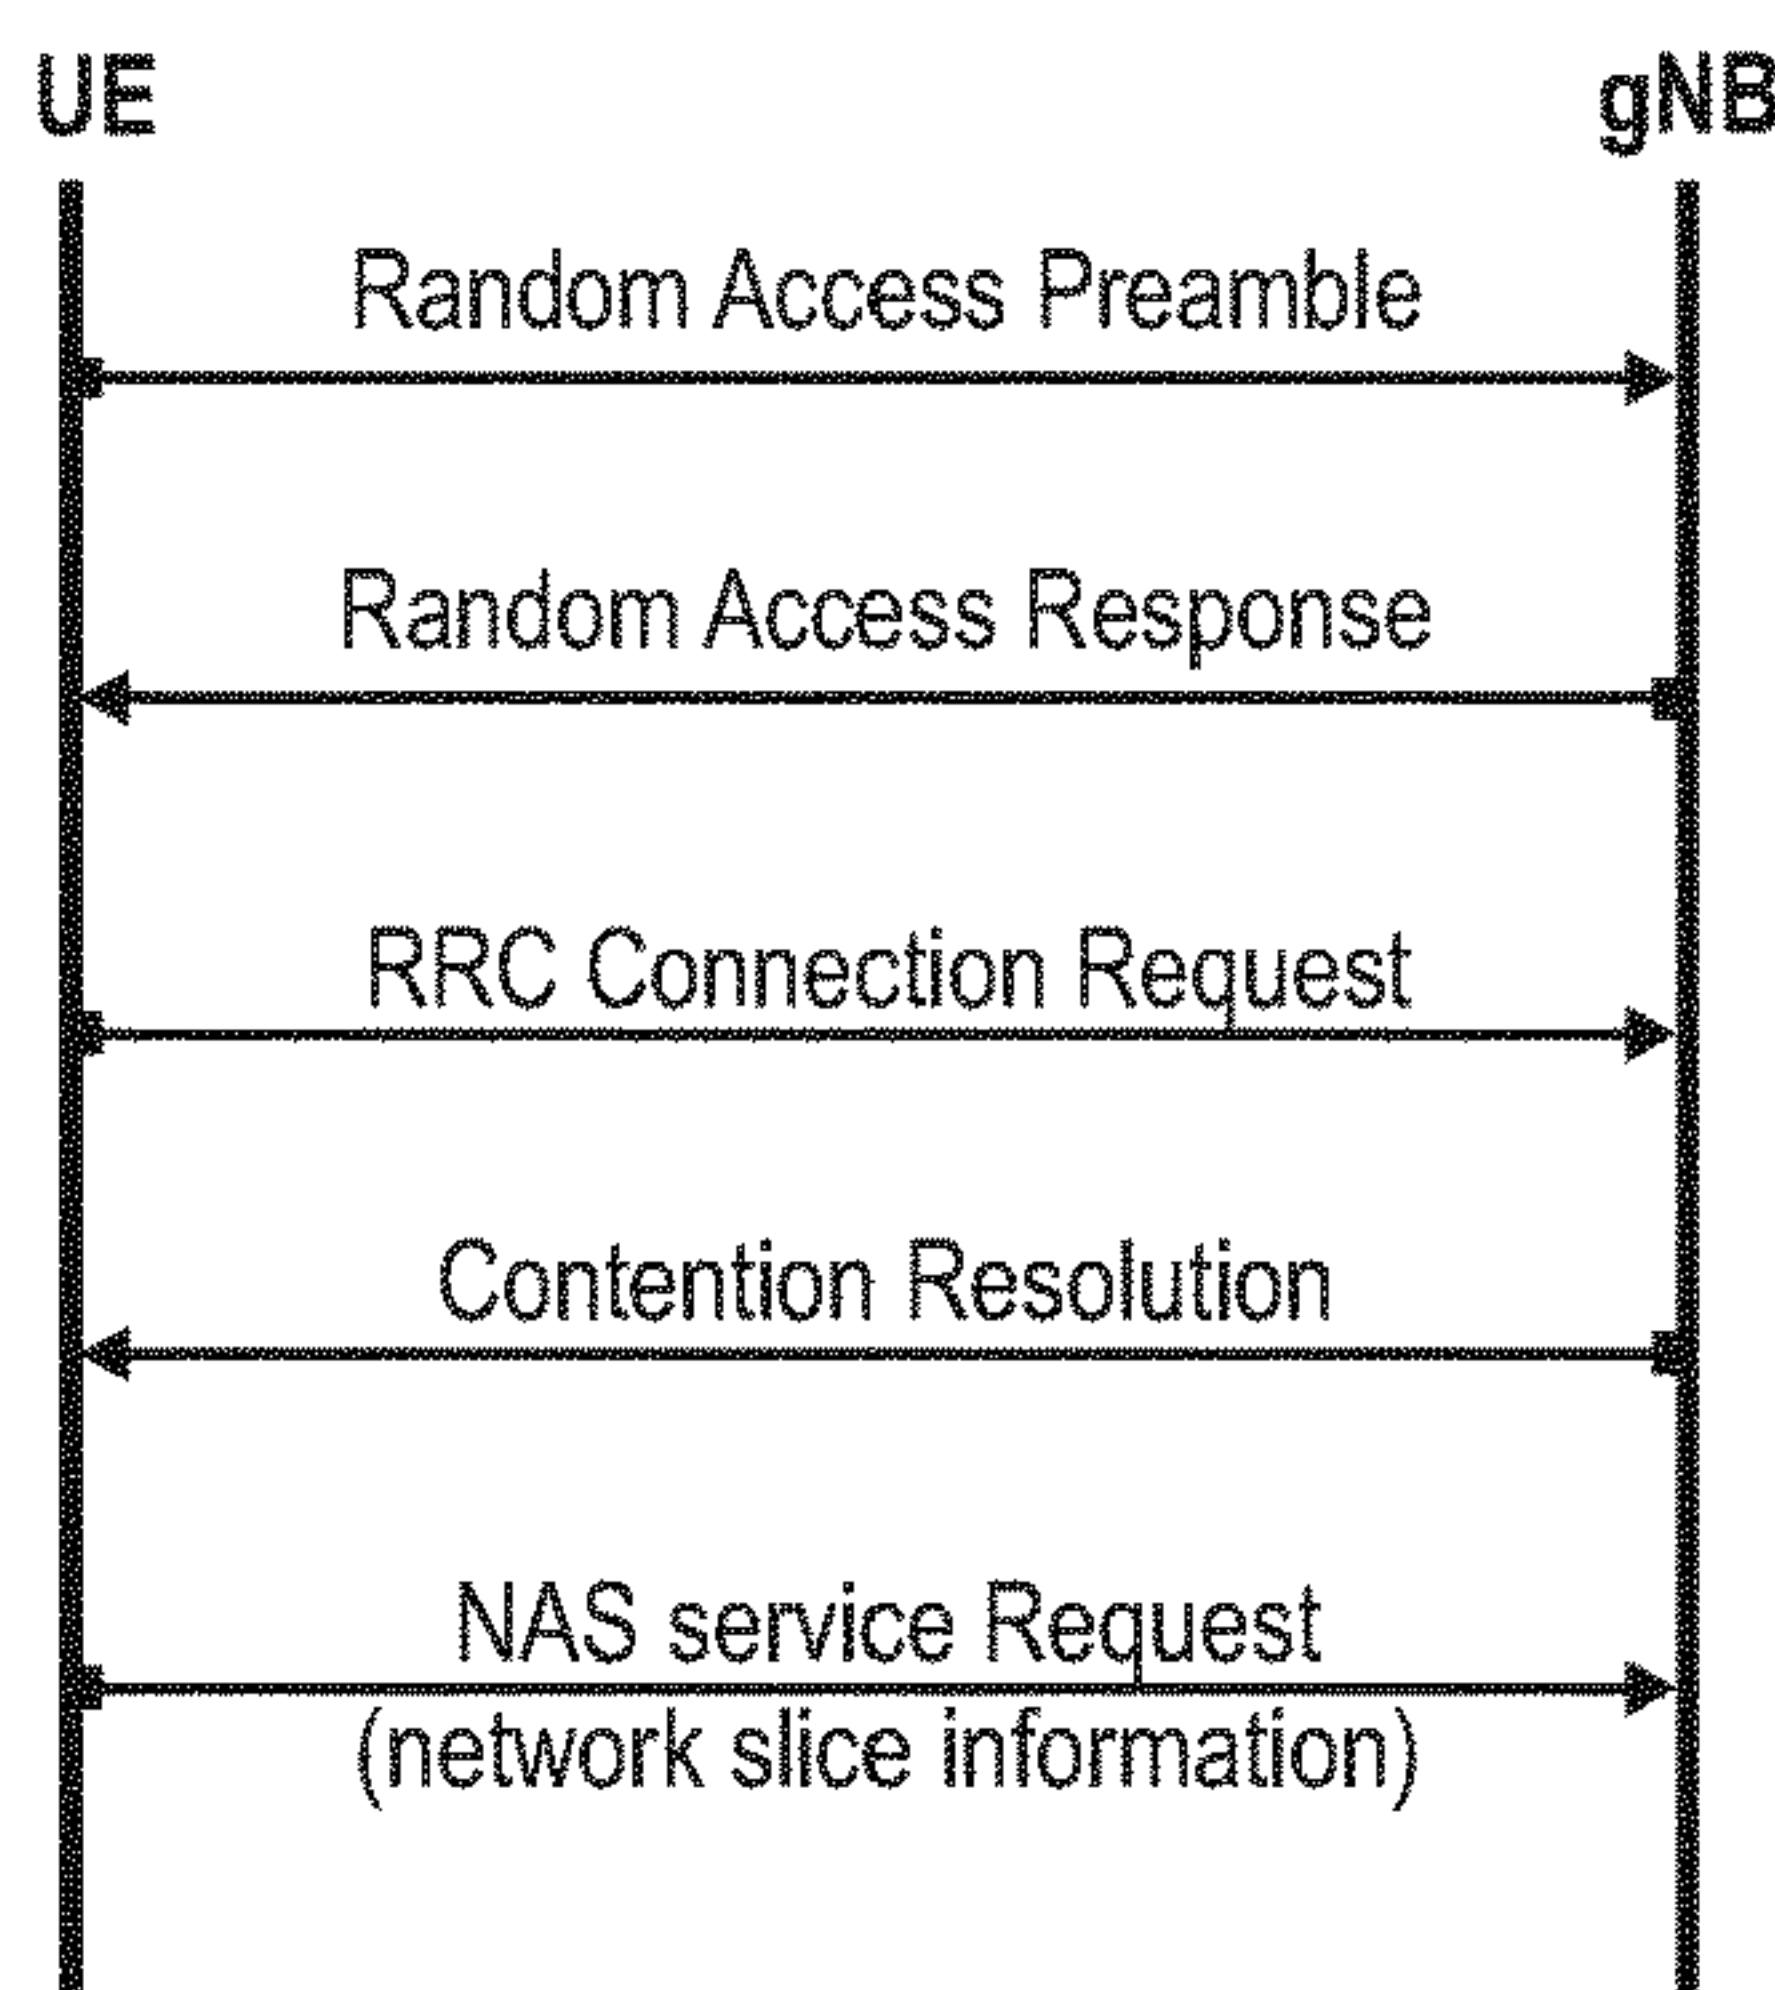 UE gNB
Random Access Preamble
Random Access Response
RRC Connection Request
Contention Resolution
NAS service Request
(network slice information)